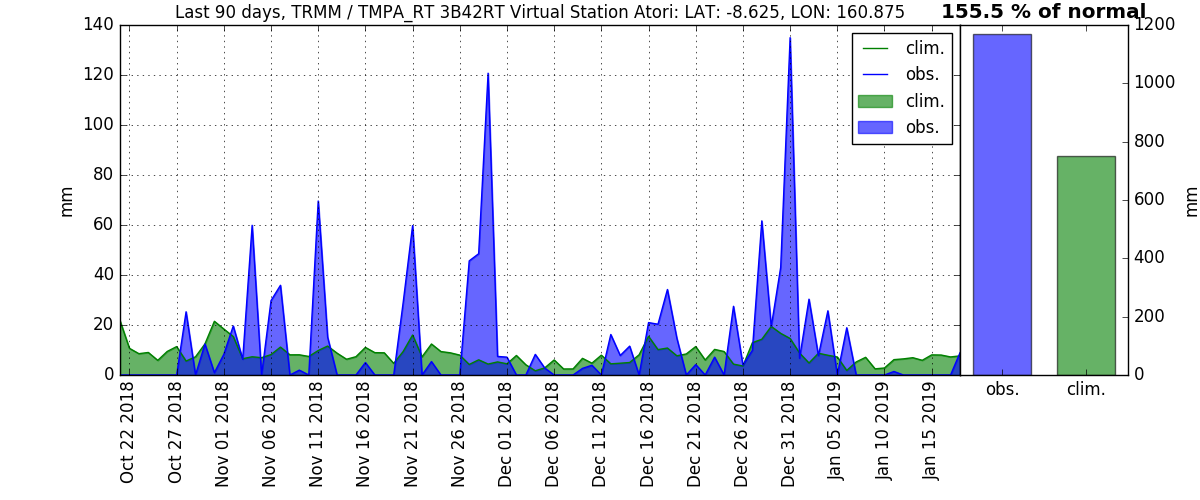 Last 90 days, TRMM / TMPA_RT 3B42RT Virtual Station Atori: LAT: -8.625, LON: 160.875
155.5 % of normal
140
120
100
80
60
40
20
0
mm
clim.
obs.
clim.
obs.
1200
1000
800
600
400
200
0
mm
Oct 22 2018
Oct 27 2018
Nov 01 2018
Nov 06 2018
Nov 11 2018
Nov 16 2018
Nov 21 2018
Nov 26 2018
Dec 01 2018
Dec 06 2018
Dec 11 2018
Dec 16 2018
Dec 21 2018
Dec 26 2018
Dec 31 2018
Jan 05 2019
Jan 10 2019
Jan 15 2019
obs.
clim.